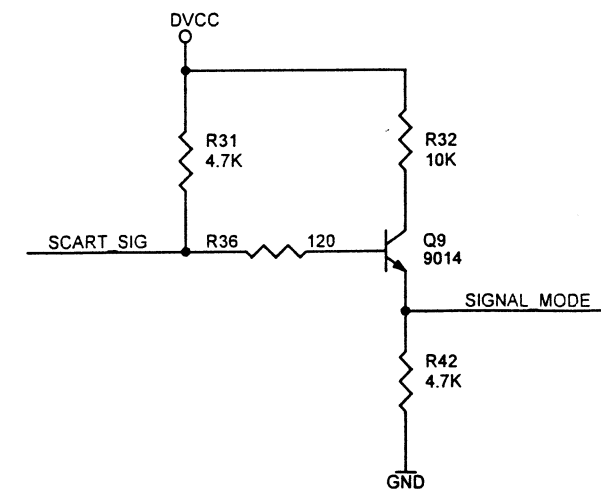 DVCC
R31
4.7K
R32
10K
SCART_SIG
R36
120
Q9
9014
SIGNAL_MODE
R42
4.7K
GND